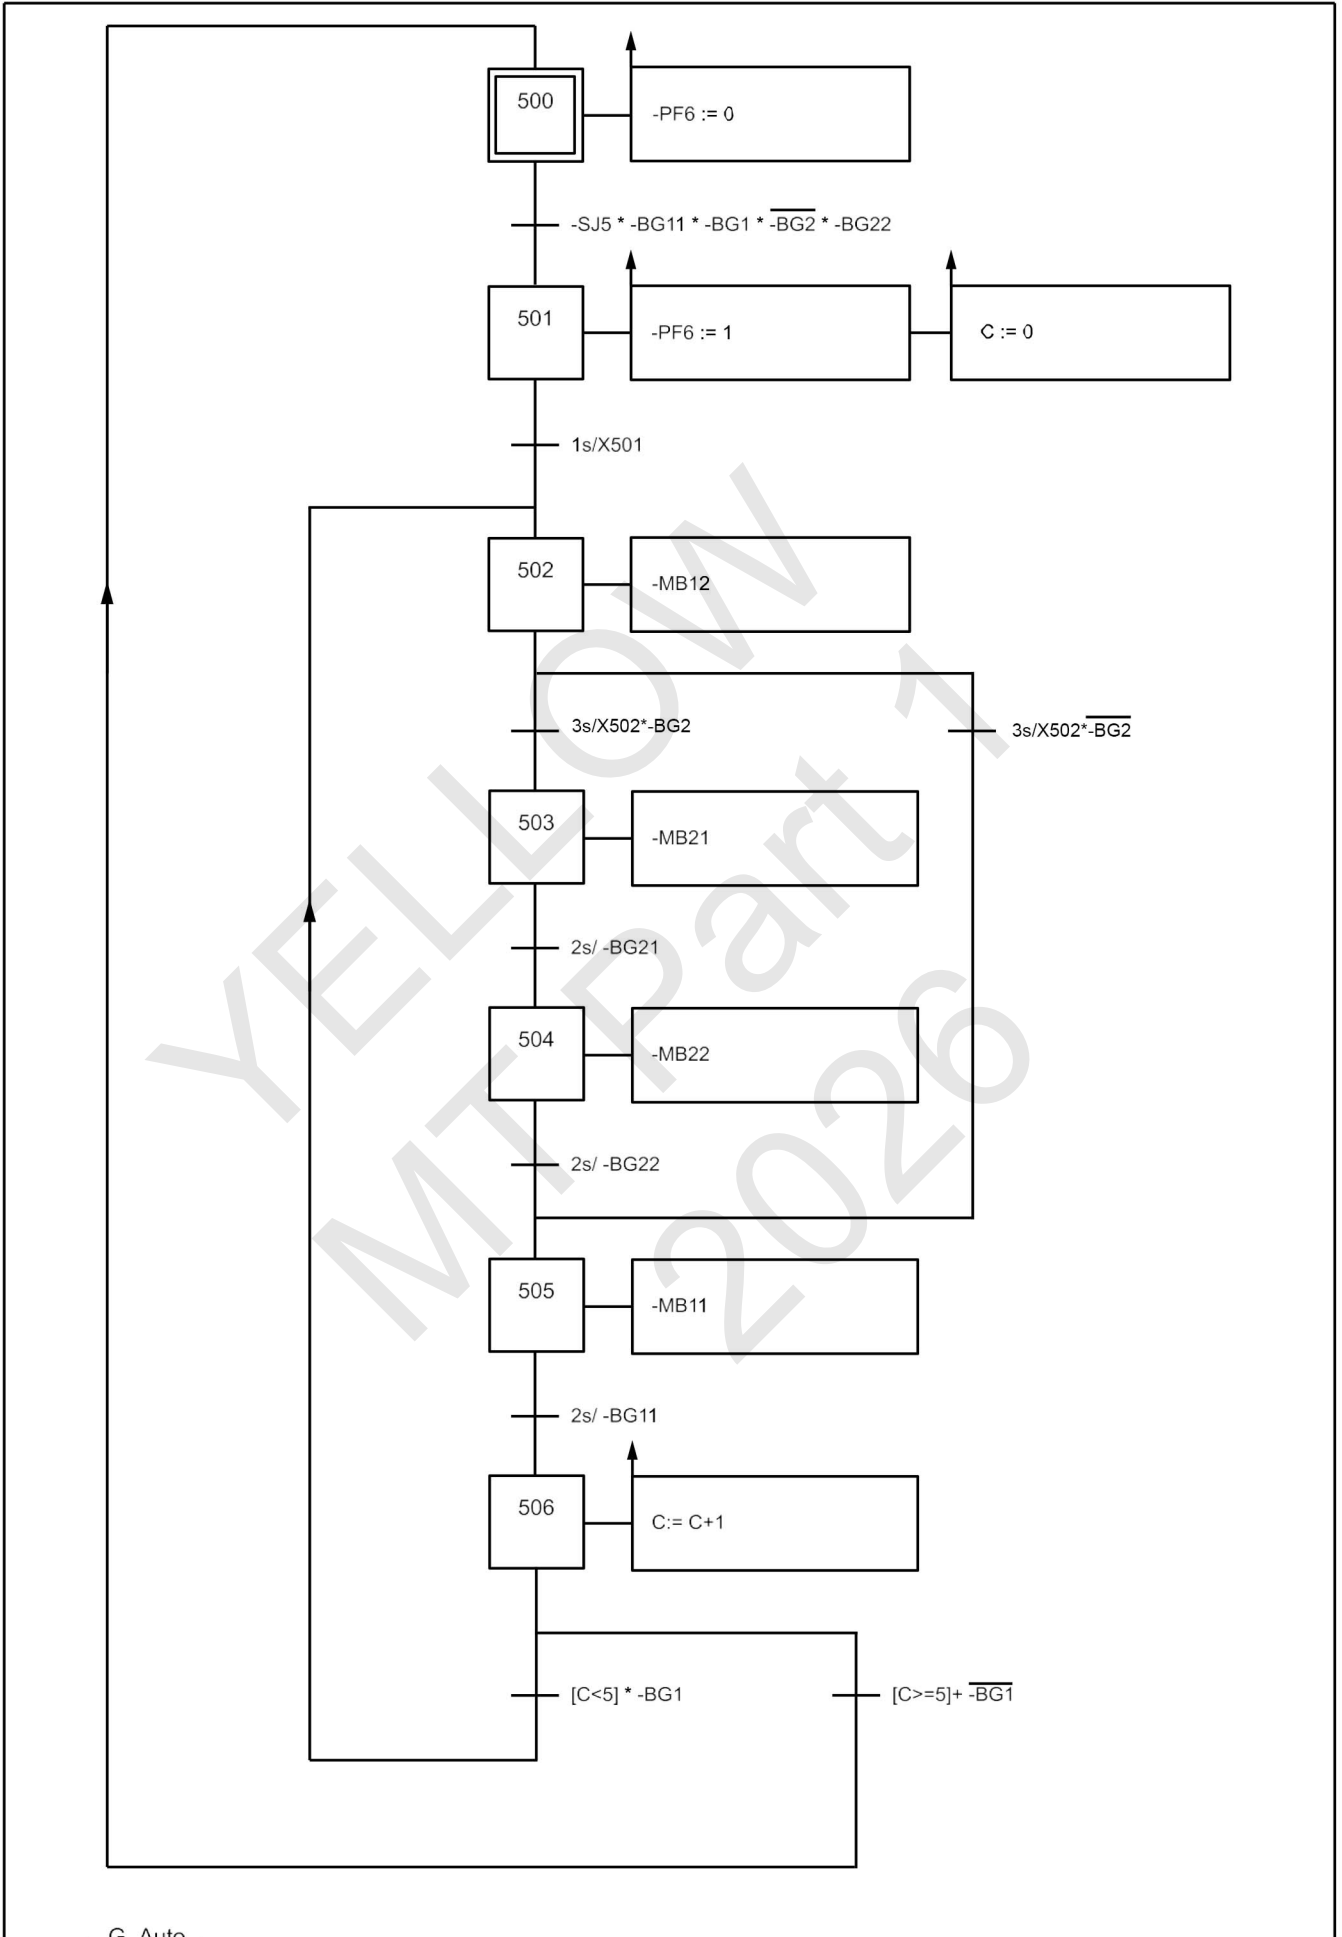 500
-PF6 := 0
-SJ5 * -BG11 * -BG1 * -BG2 * -BG22
501
-PF6 := 1
C := 0
1s/X501
502
-MB12
3s/X502*-BG2
3s/X502*-BG2
503
-MB21
2s/ -BG21
504
-MB22
2s/ -BG22
505
-MB11
2s/ -BG11
506
C:= C+1
[C<5] * -BG1
[C>=5]+ -BG1
YELLOW
MT Part 1
2026